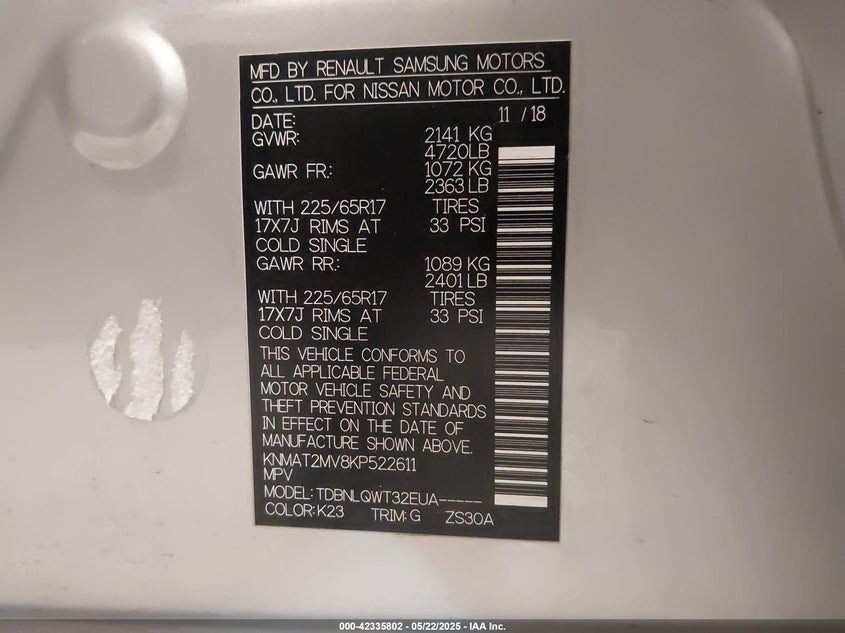 MFD BY RENAULT SAMSUNG MOTORS
CO., LTD. FOR NISSAN MOTOR CO., LTD.
DATE: 11 / 18
GVWR: 2141 KG
4720LB
GAWR FR.: 1072 KG
2363 LB
WITH 225/65R17 TIRES
17X7J RIMS AT 33 PSI
COLD SINGLE
GAWR RR.: 1089 KG
2401 LB
WITH 225/65R17 TIRES
17X7J RIMS AT 33 PSI
COLD SINGLE
THIS VEHICLE CONFORMS TO
ALL APPLICABLE FEDERAL
MOTOR VEHICLE SAFETY AND
THEFT PREVENTION STANDARDS
IN EFFECT ON THE DATE OF
MANUFACTURE SHOWN ABOVE.
KNMAT2MV8KP522611
MPV
MODEL: TDBNLQWT32EUA-----
COLOR: K23 TRIM: G ZS30A
000-42335802 - 05/22/2025 - IAA Inc.